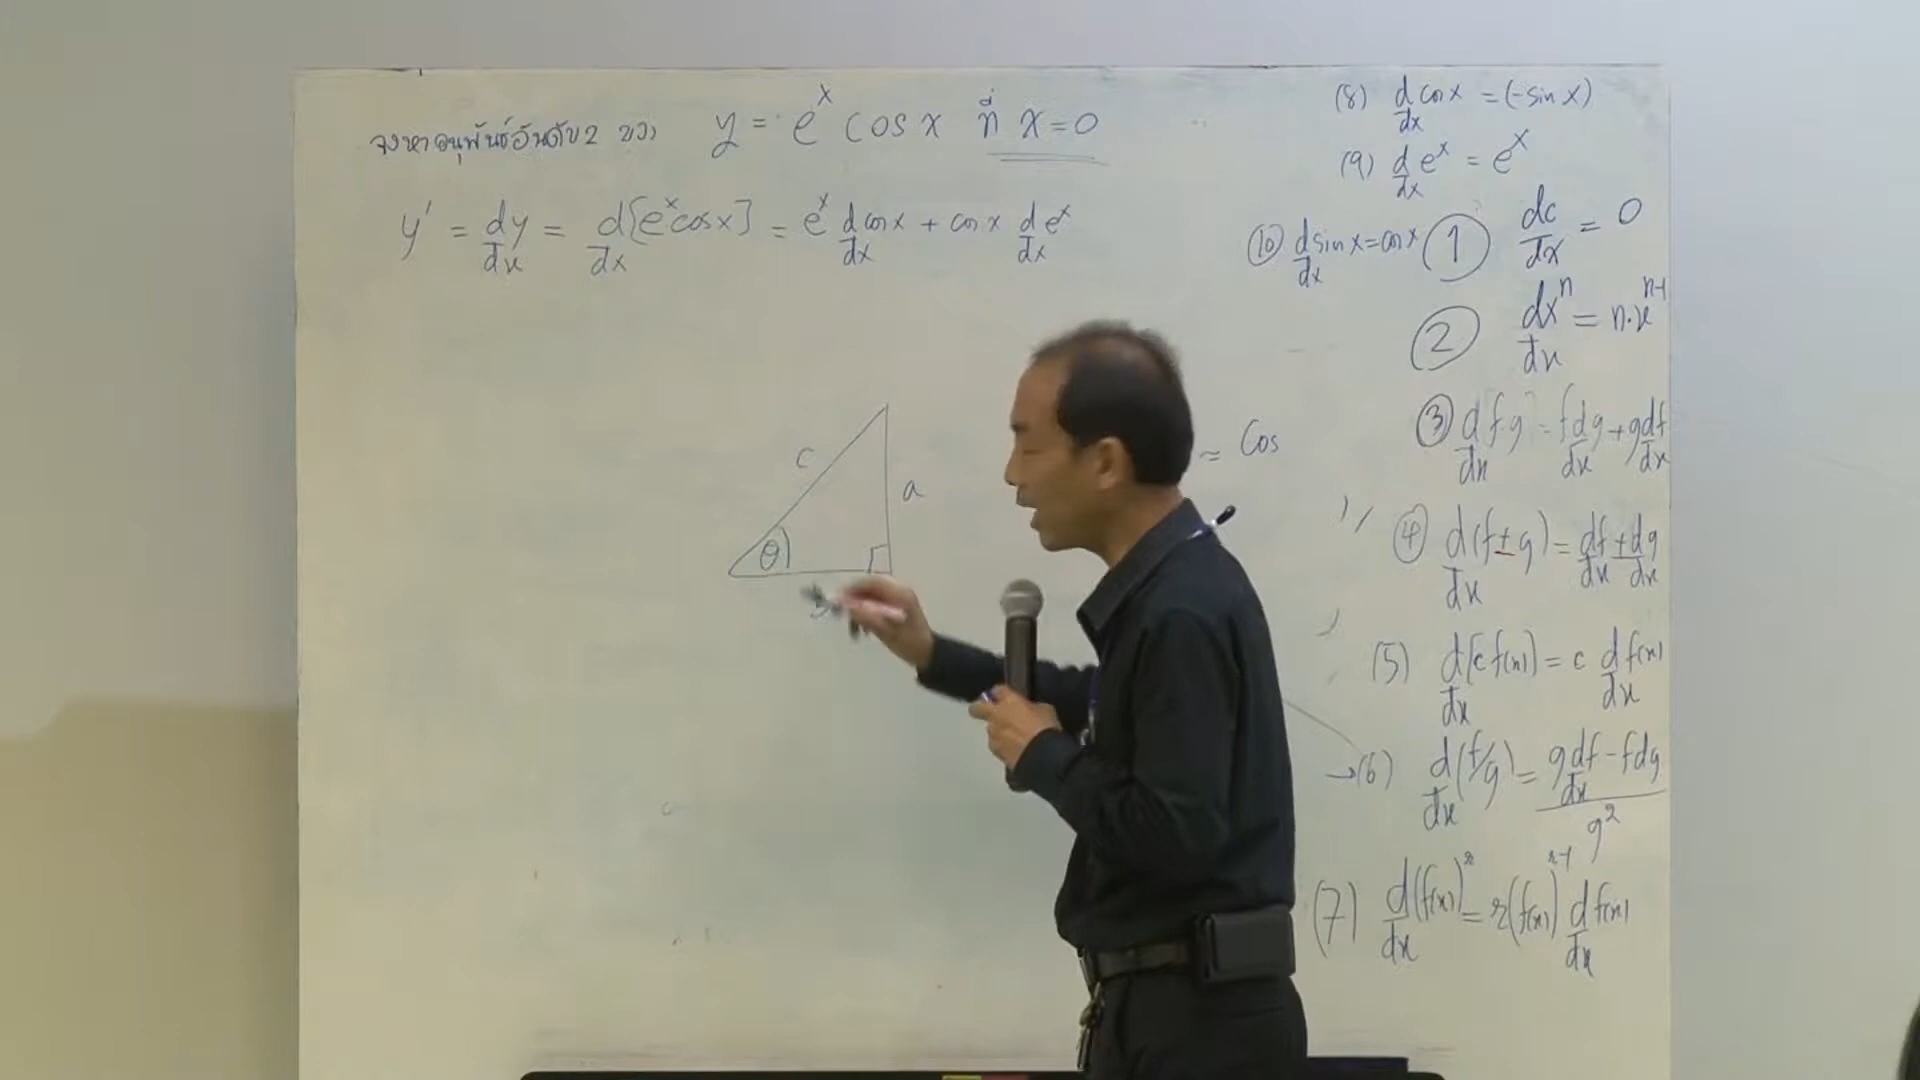 จงหาอนุพันธ์อันดับ 2 ของ y = e^x cos x ที่ x = 0
y' = dy/dx = d/dx [e^x cos x] = e^x d/dx cos x + cos x d/dx e^x
c
a
θ
≈ Cos
(8) d/dx cos x = (-sin x)
(9) d/dx e^x = e^x
(10) d/dx sin x = cos x
(1) dc/dx = 0
(2) dx^n/dx = n·x^(n-1)
(3) d/dx f g = f dg/dx + g df/dx
(4) d/dx (f ± g) = df/dx ± dg/dx
(5) d/dx [c f(x)] = c d/dx f(x)
→(6) d/dx (f/g) = (g df/dx - f dg)/g^2
(7) d/dx (f(x))^r = r(f(x))^(r-1) d/dx f(x)